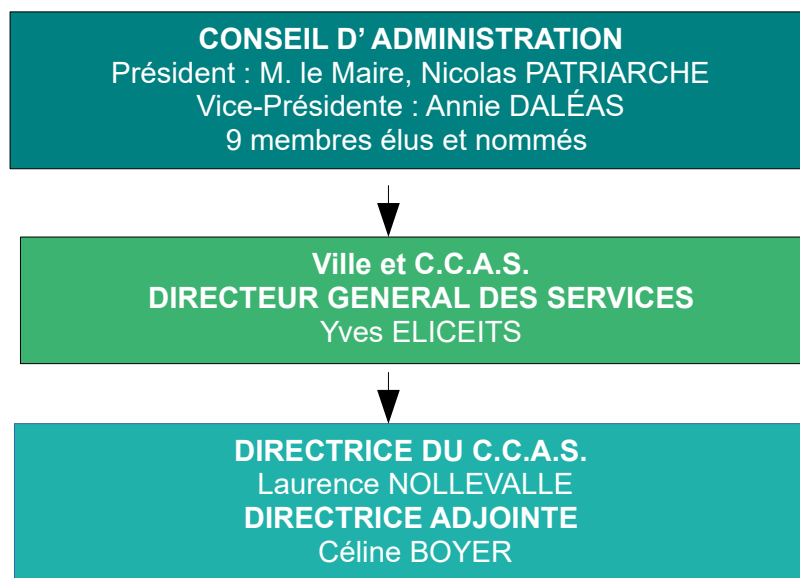 CONSEIL D’ ADMINISTRATION
Président : M. le Maire, Nicolas PATRIARCHE
Vice-Présidente : Annie DALÉAS
9 membres élus et nommés
Ville et C.C.A.S.
DIRECTEUR GENERAL DES SERVICES
Yves ELICEITS
DIRECTRICE DU C.C.A.S.
Laurence NOLLEVALLE
DIRECTRICE ADJOINTE
Céline BOYER